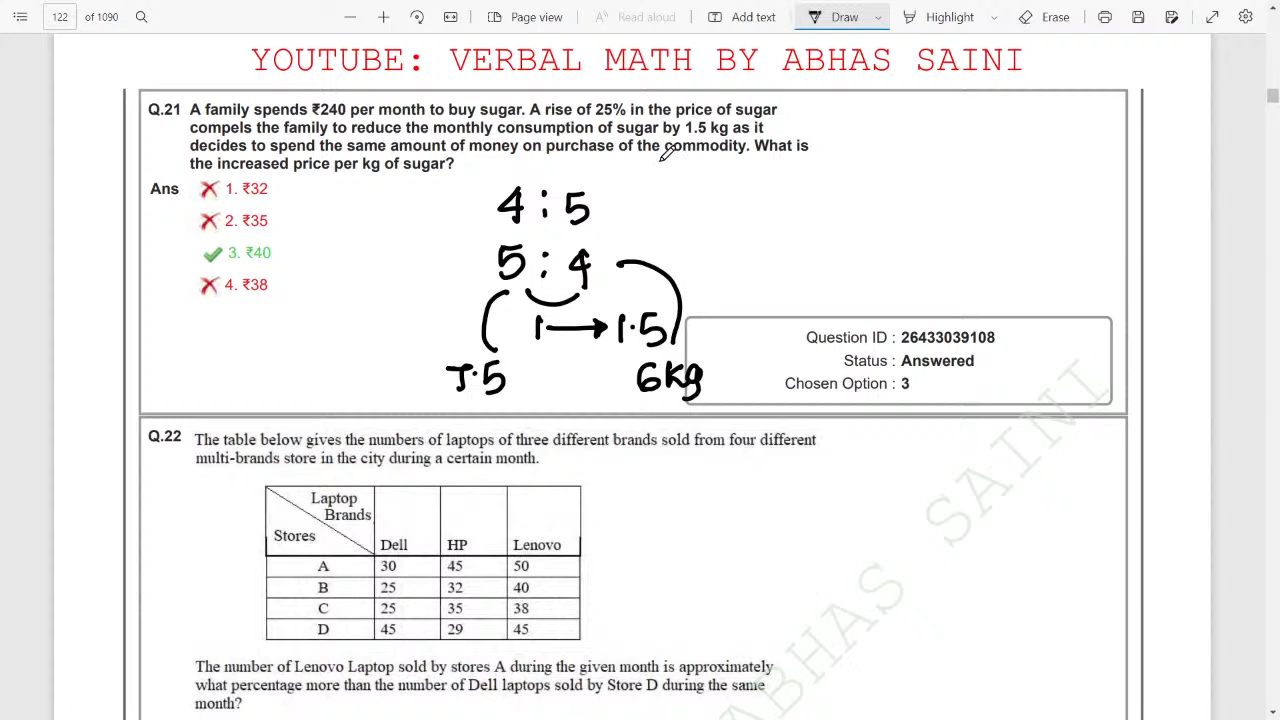 122 of 1090 Page view Read aloud Add text Draw Highlight Erase
YOUTUBE: VERBAL MATH BY ABHAS SAINI
Q.21 A family spends ₹240 per month to buy sugar. A rise of 25% in the price of sugar
compels the family to reduce the monthly consumption of sugar by 1.5 kg as it
decides to spend the same amount of money on purchase of the commodity. What is
the increased price per kg of sugar?
Ans 1. ₹32
2. ₹35
3. ₹40
4. ₹38
4 : 5
5 : 4
1 → 1.5
7.5 6kg
Question ID : 26433039108
Status : Answered
Chosen Option : 3
Q.22 The table below gives the numbers of laptops of three different brands sold from four different
multi-brands store in the city during a certain month.
Laptop
Brands
Stores
Dell HP Lenovo
A 30 45 50
B 25 32 40
C 25 35 38
D 45 29 45
The number of Lenovo Laptop sold by stores A during the given month is approximately
what percentage more than the number of Dell laptops sold by Store D during the same
month?
ABHAS SAINI